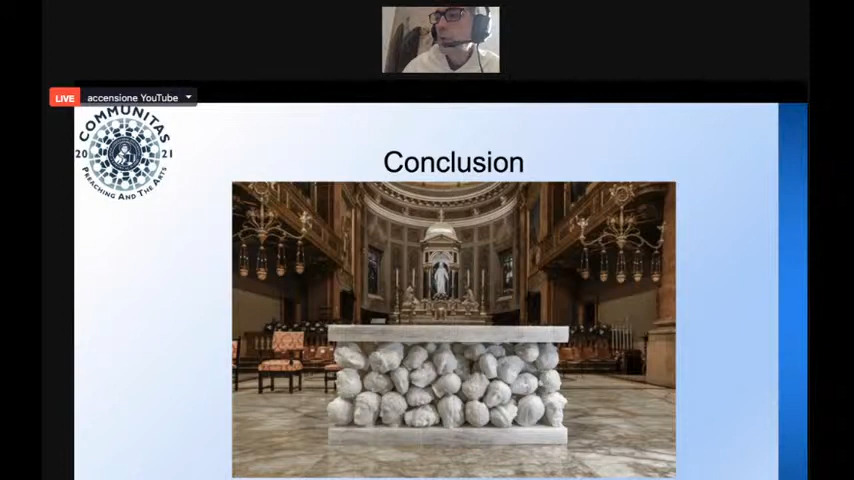 LIVE accensione YouTube
COMMUNITAS
20 21
PREACHING AND THE ARTS
Conclusion